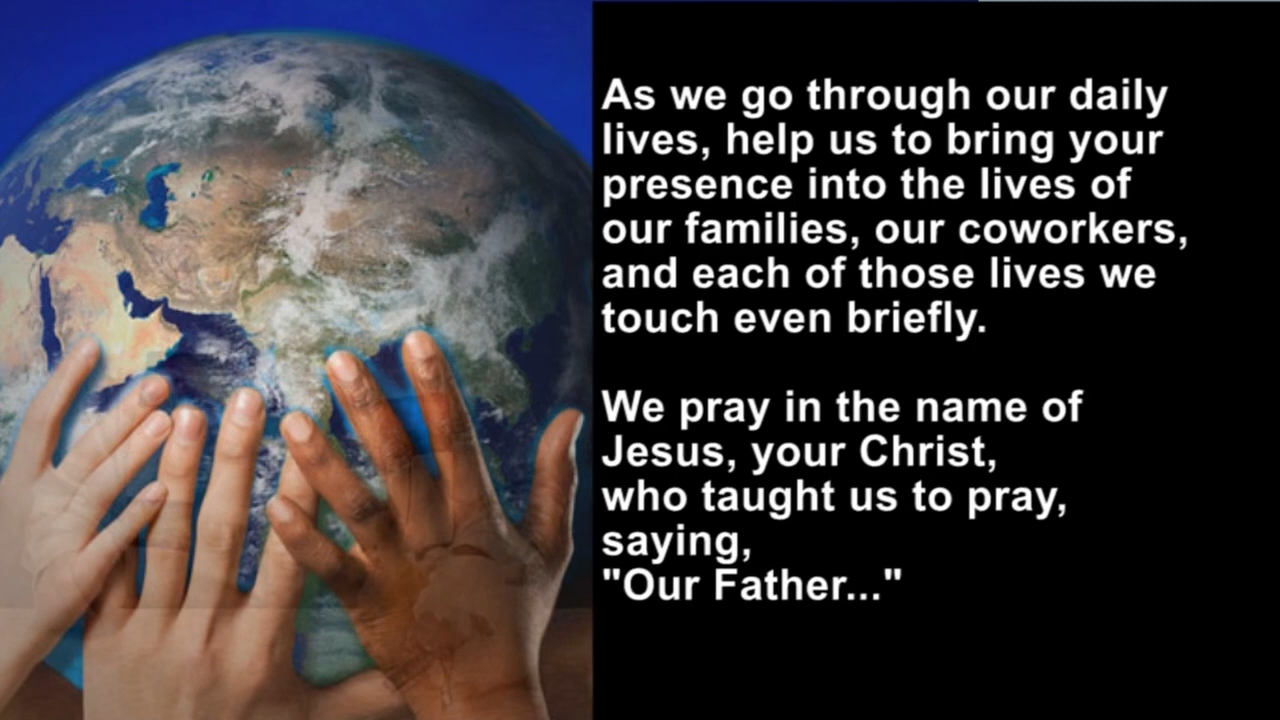 As we go through our daily
lives, help us to bring your
presence into the lives of
our families, our coworkers,
and each of those lives we
touch even briefly.
We pray in the name of
Jesus, your Christ,
who taught us to pray,
saying,
"Our Father..."